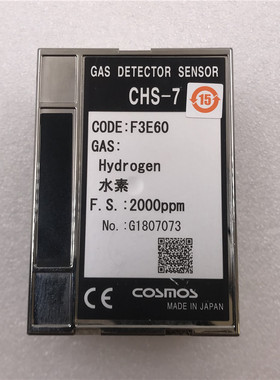 GAS DETECTOR SENSOR
CHS-7
15
CODE:F3E60
GAS:
Hydrogen
水素
F.S.:2000ppm
No.:G1807073
CE COSMOS
MADE IN JAPAN